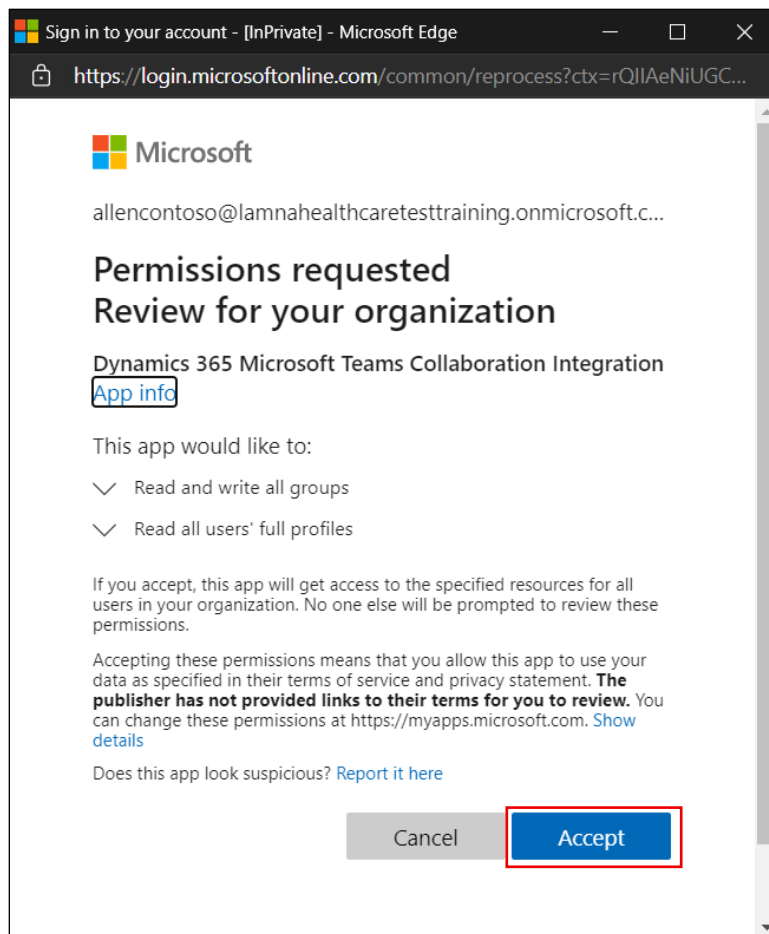 Sign in to your account - [InPrivate] - Microsoft Edge
https://login.microsoftonline.com/common/reprocess?ctx=rQIIAeNiUGC...
Microsoft
allencontoso@lamnahealthcaretesttraining.onmicrosoft.c...
Permissions requested
Review for your organization
Dynamics 365 Microsoft Teams Collaboration Integration
App info
This app would like to:
Read and write all groups
Read all users' full profiles
If you accept, this app will get access to the specified resources for all
users in your organization. No one else will be prompted to review these
permissions.
Accepting these permissions means that you allow this app to use your
data as specified in their terms of service and privacy statement. The
publisher has not provided links to their terms for you to review. You
can change these permissions at https://myapps.microsoft.com. Show
details
Does this app look suspicious? Report it here
Cancel
Accept